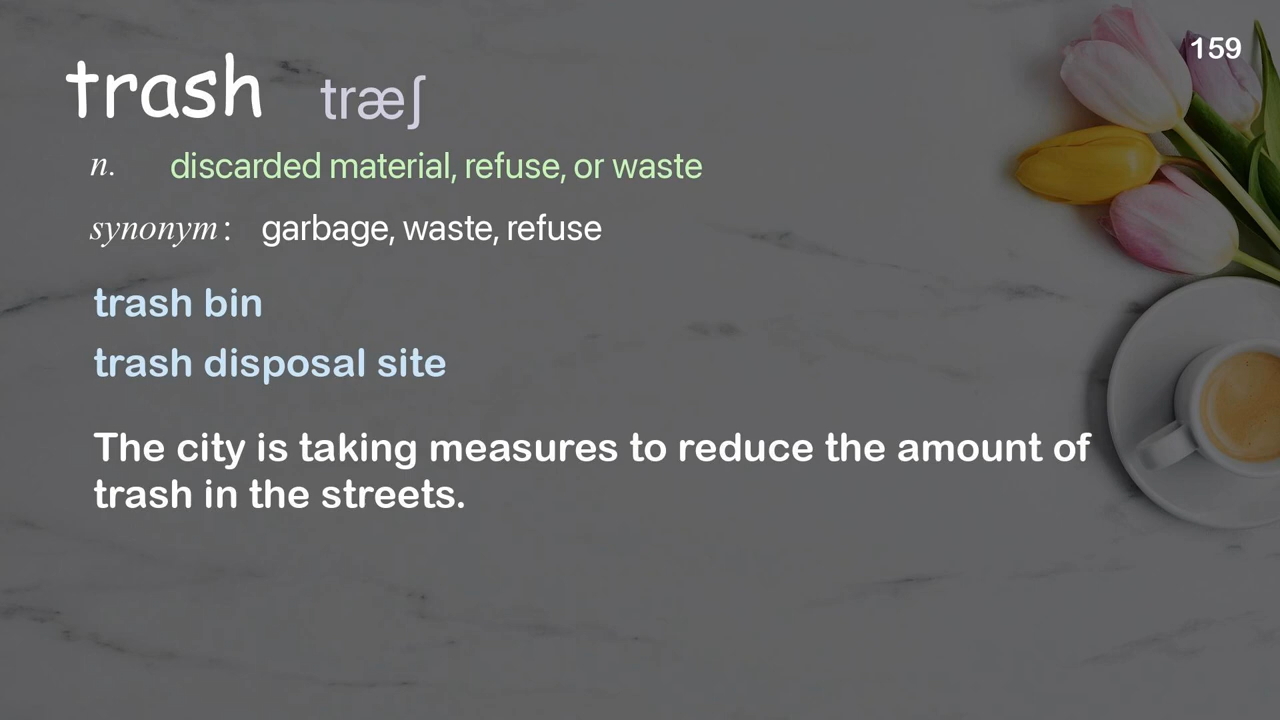 159
trash træʃ
n. discarded material, refuse, or waste
synonym: garbage, waste, refuse
trash bin
trash disposal site
The city is taking measures to reduce the amount of
trash in the streets.